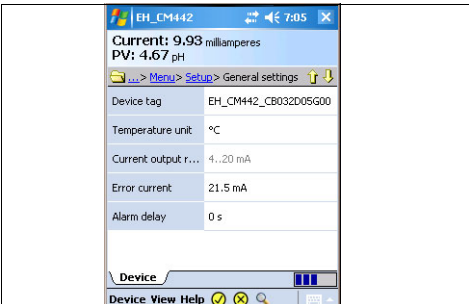 EH_CM442 7:05
Current: 9.93 milliamperes
PV: 4.67 pH
...> Menu> Setup> General settings
Device tag EH_CM442_CB032D05G00
Temperature unit °C
Current output r... 4..20 mA
Error current 21.5 mA
Alarm delay 0 s
Device
Device View Help